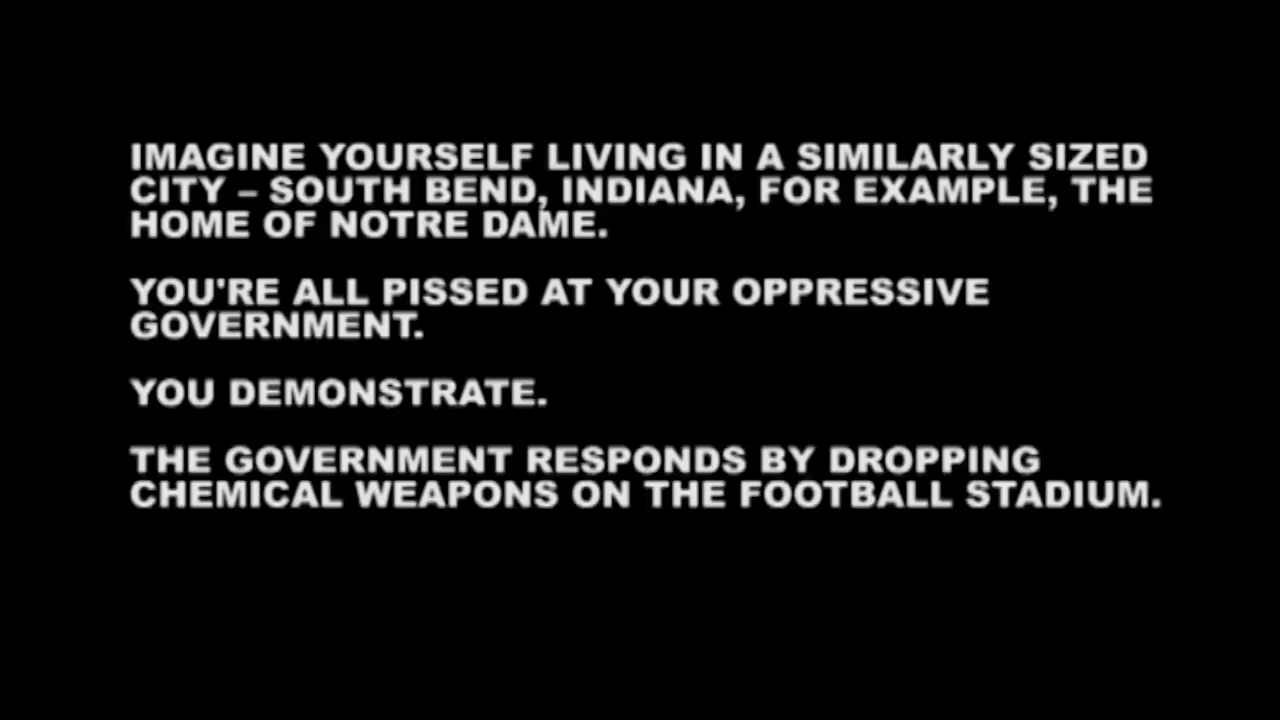 IMAGINE YOURSELF LIVING IN A SIMILARLY SIZED
CITY – SOUTH BEND, INDIANA, FOR EXAMPLE, THE
HOME OF NOTRE DAME.
YOU'RE ALL PISSED AT YOUR OPPRESSIVE
GOVERNMENT.
YOU DEMONSTRATE.
THE GOVERNMENT RESPONDS BY DROPPING
CHEMICAL WEAPONS ON THE FOOTBALL STADIUM.